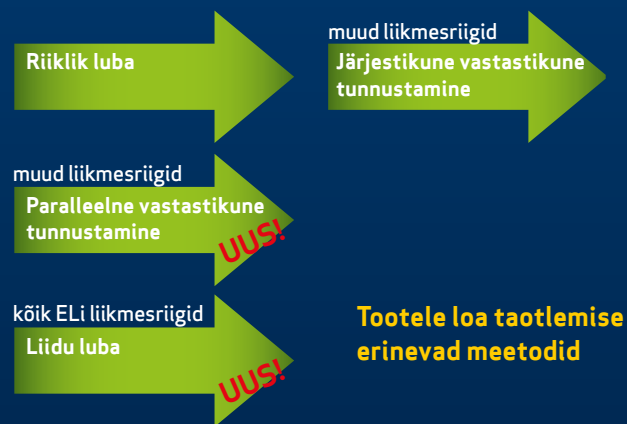 Riiklik luba
muud liikmesriigid
Järjestikune vastastikune
tunnustamine
muud liikmesriigid
Paralleelne vastastikune
tunnustamine
UUS!
kõik ELi liikmesriigid
Liidu luba
UUS!
Tootele loa taotlemise
erinevad meetodid